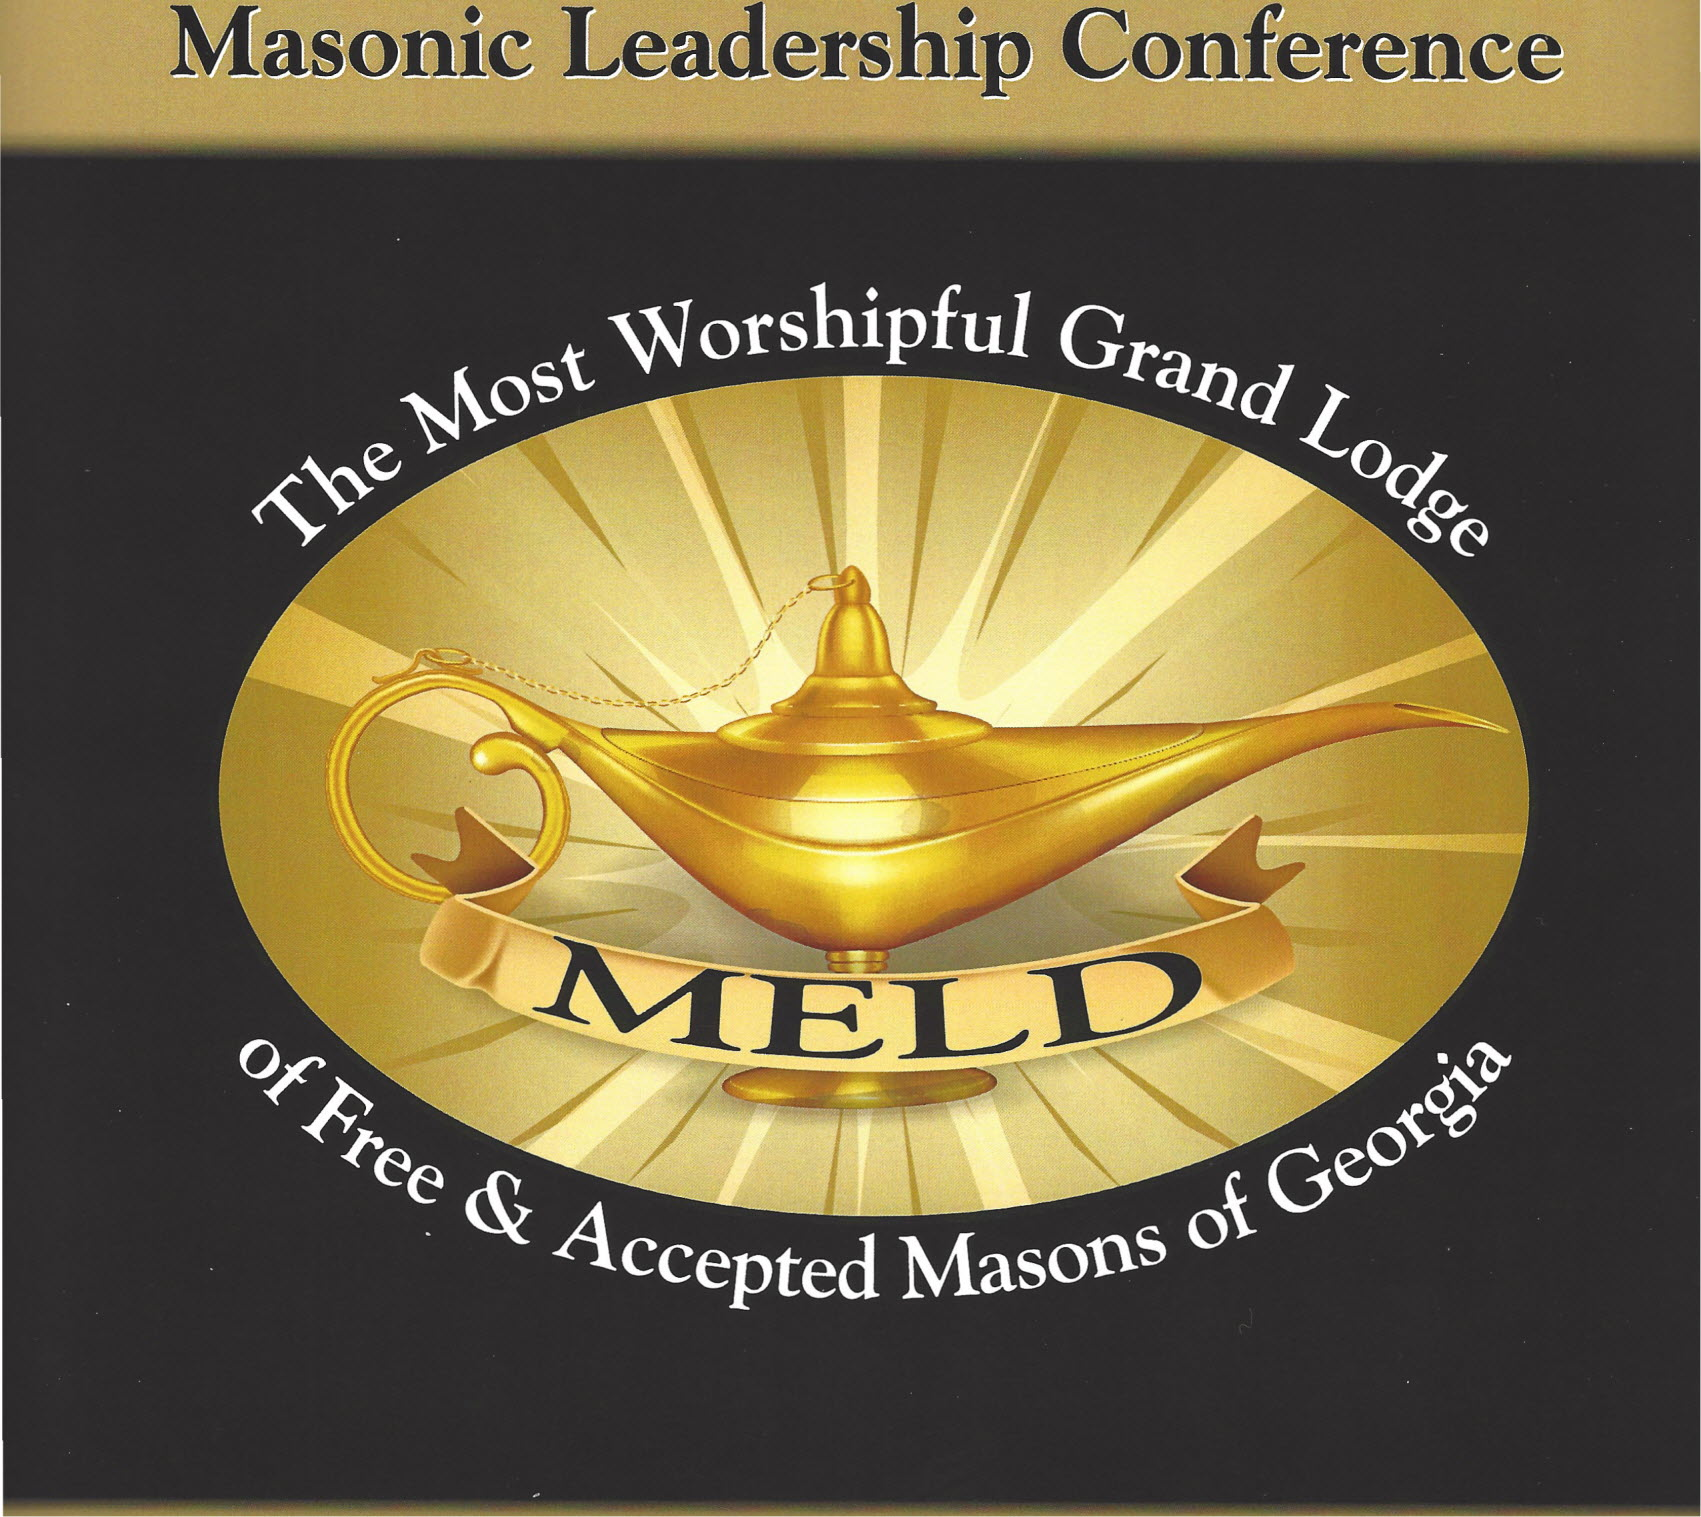 Masonic Leadership Conference
The Most Worshipful Grand Lodge
MELD
of Free & Accepted Masons of Georgia